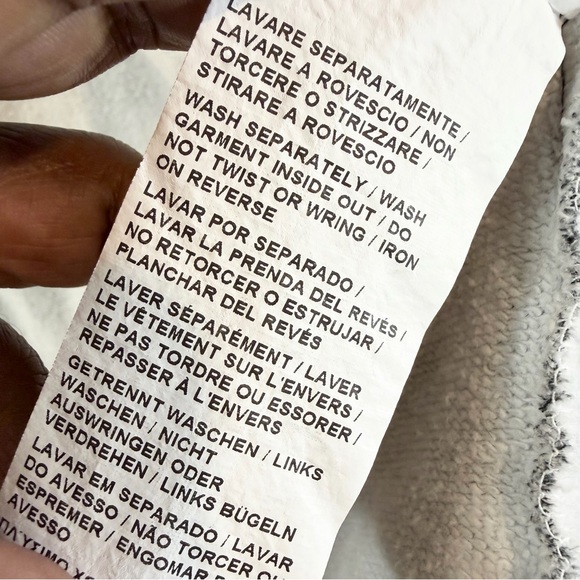 LAVARE SEPARATAMENTE /
LAVARE A ROVESCIO / NON
TORCERE O STRIZZARE /
STIRARE A ROVESCIO
WASH SEPARATELY / WASH
GARMENT INSIDE OUT / DO
NOT TWIST OR WRING / IRON
ON REVERSE
LAVAR POR SEPARADO /
LAVAR LA PRENDA DEL REVÉS /
NO RETORCER O ESTRUJAR /
PLANCHAR DEL REVÉS
LAVER SÉPARÉMENT / LAVER
LE VÊTEMENT SUR L'ENVERS /
NE PAS TORDRE OU ESSORER /
REPASSER À L'ENVERS
GETRENNT WASCHEN / LINKS
WASCHEN / NICHT
AUSWRINGEN ODER
VERDREHEN / LINKS BÜGELN
LAVAR EM SEPARADO / LAVAR
DO AVESSO / NÃO TORCER OU
ESPREMER / ENGOMAR
AVESSO